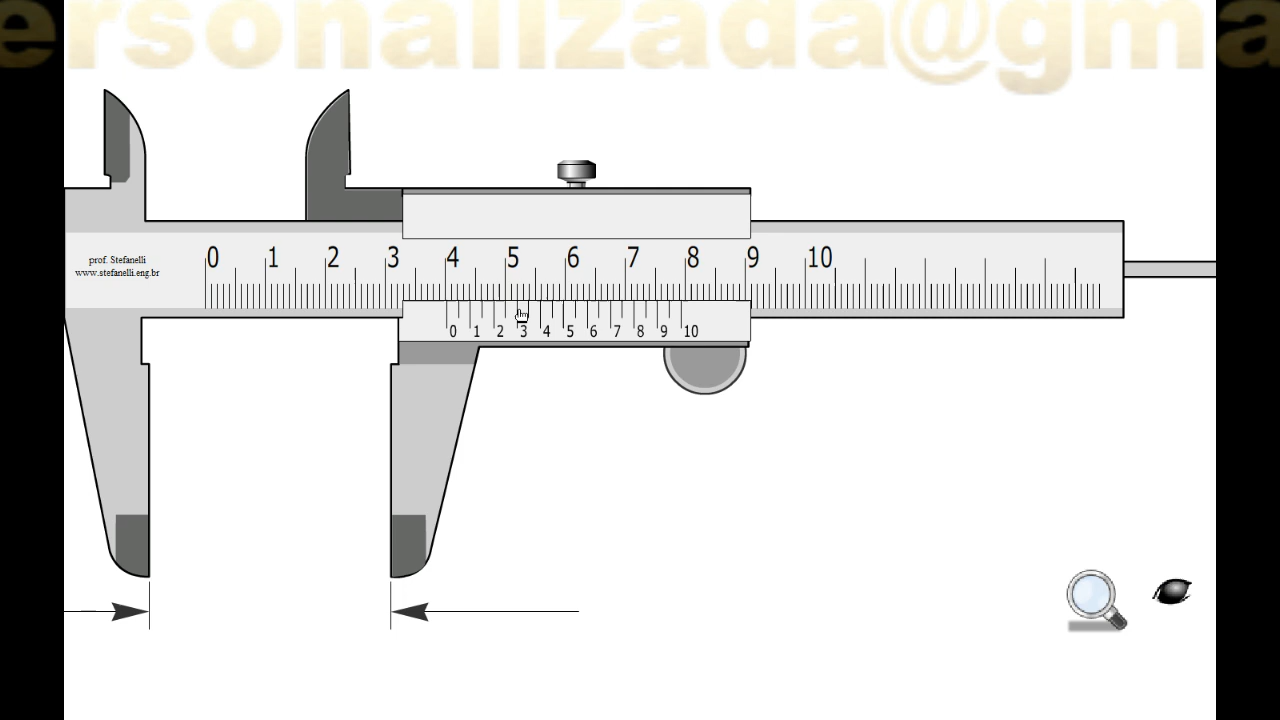 ersonalizada@gma
prof. Stefanelli
www.stefanelli.eng.br
0 1 2 3 4 5 6 7 8 9 10
0 1 2 3 4 5 6 7 8 9 10